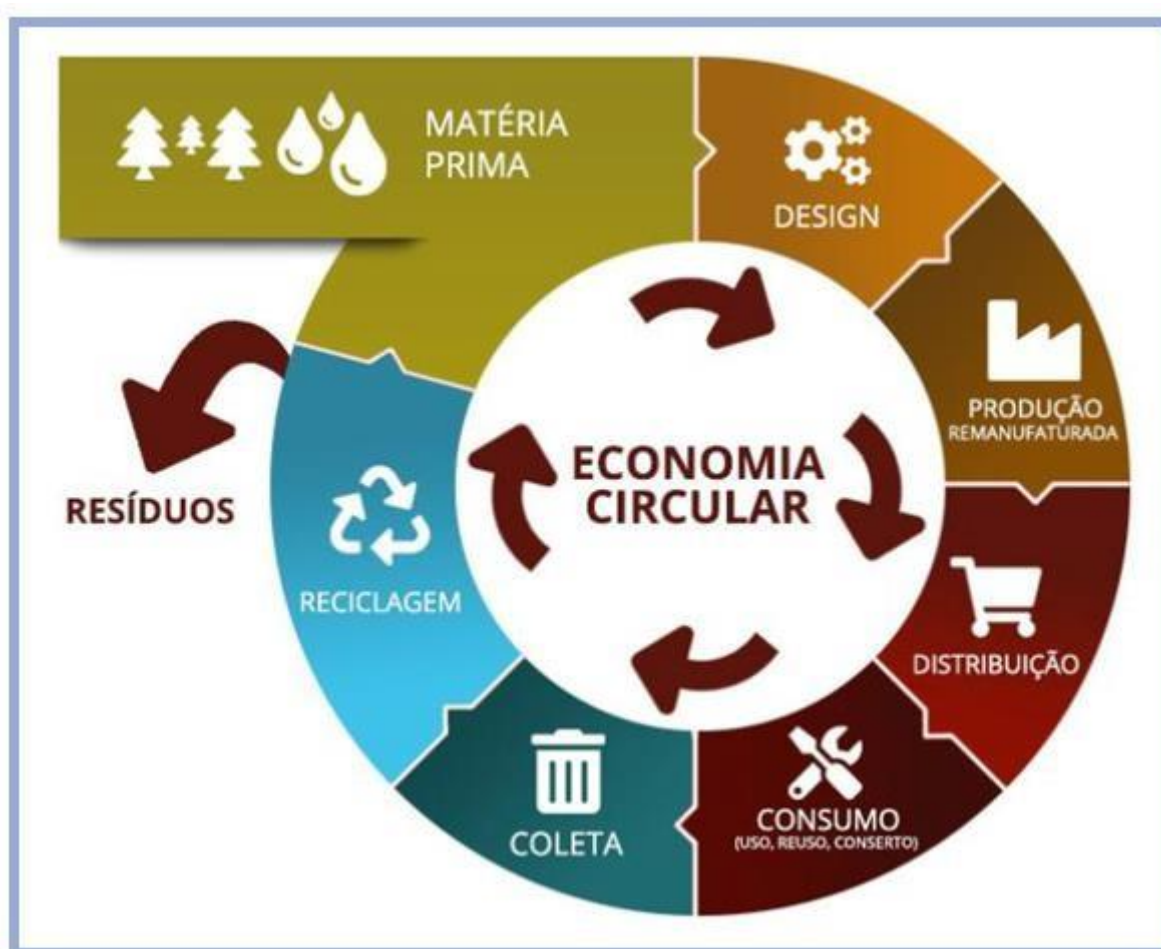 MATÉRIA
PRIMA
DESIGN
PRODUÇÃO
REMANUFATURADA
DISTRIBUIÇÃO
CONSUMO
(USO, REUSO, CONSERTO)
COLETA
RECICLAGEM
RESÍDUOS
ECONOMIA
CIRCULAR